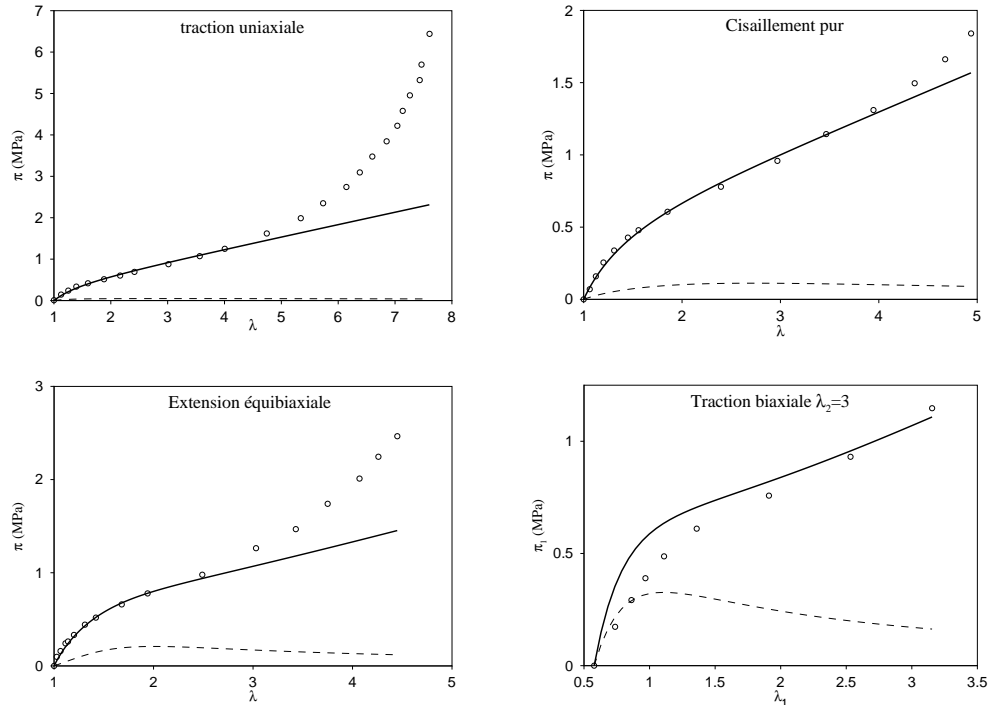 traction uniaxiale
π (MPa)
7
6
5
4
3
2
1
0
1 2 3 4 5 6 7 8
λ
Cisaillement pur
π (MPa)
2
1.5
1
0.5
0
1 2 3 4 5
λ
Extension équibiaxiale
π (MPa)
3
2
1
0
1 2 3 4 5
λ
Traction biaxiale λ₂=3
π₁ (MPa)
1
0.5
0
0.5 1 1.5 2 2.5 3 3.5
λ₁